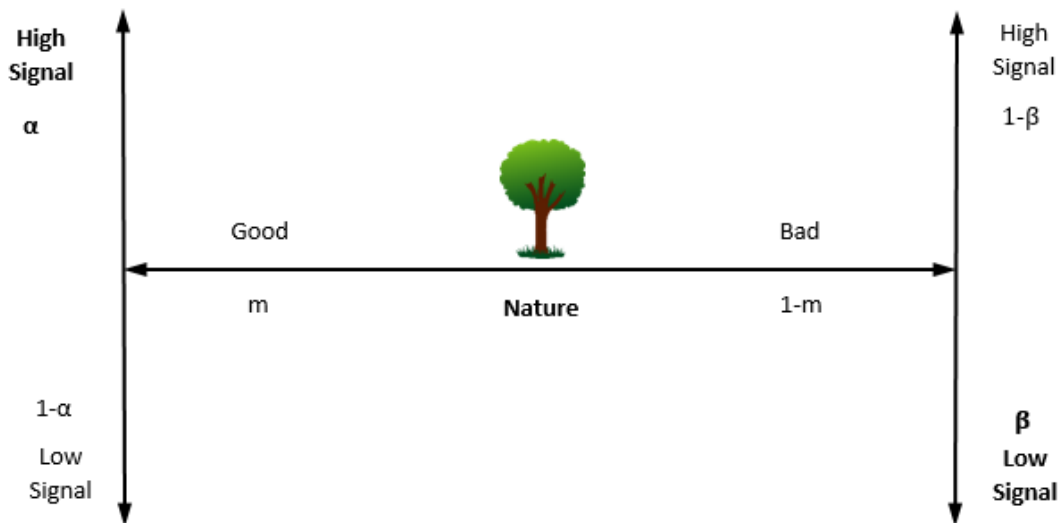 High
Signal
α
High
Signal
1-β
Good
Bad
m
Nature
1-m
1-α
Low
Signal
β
Low
Signal